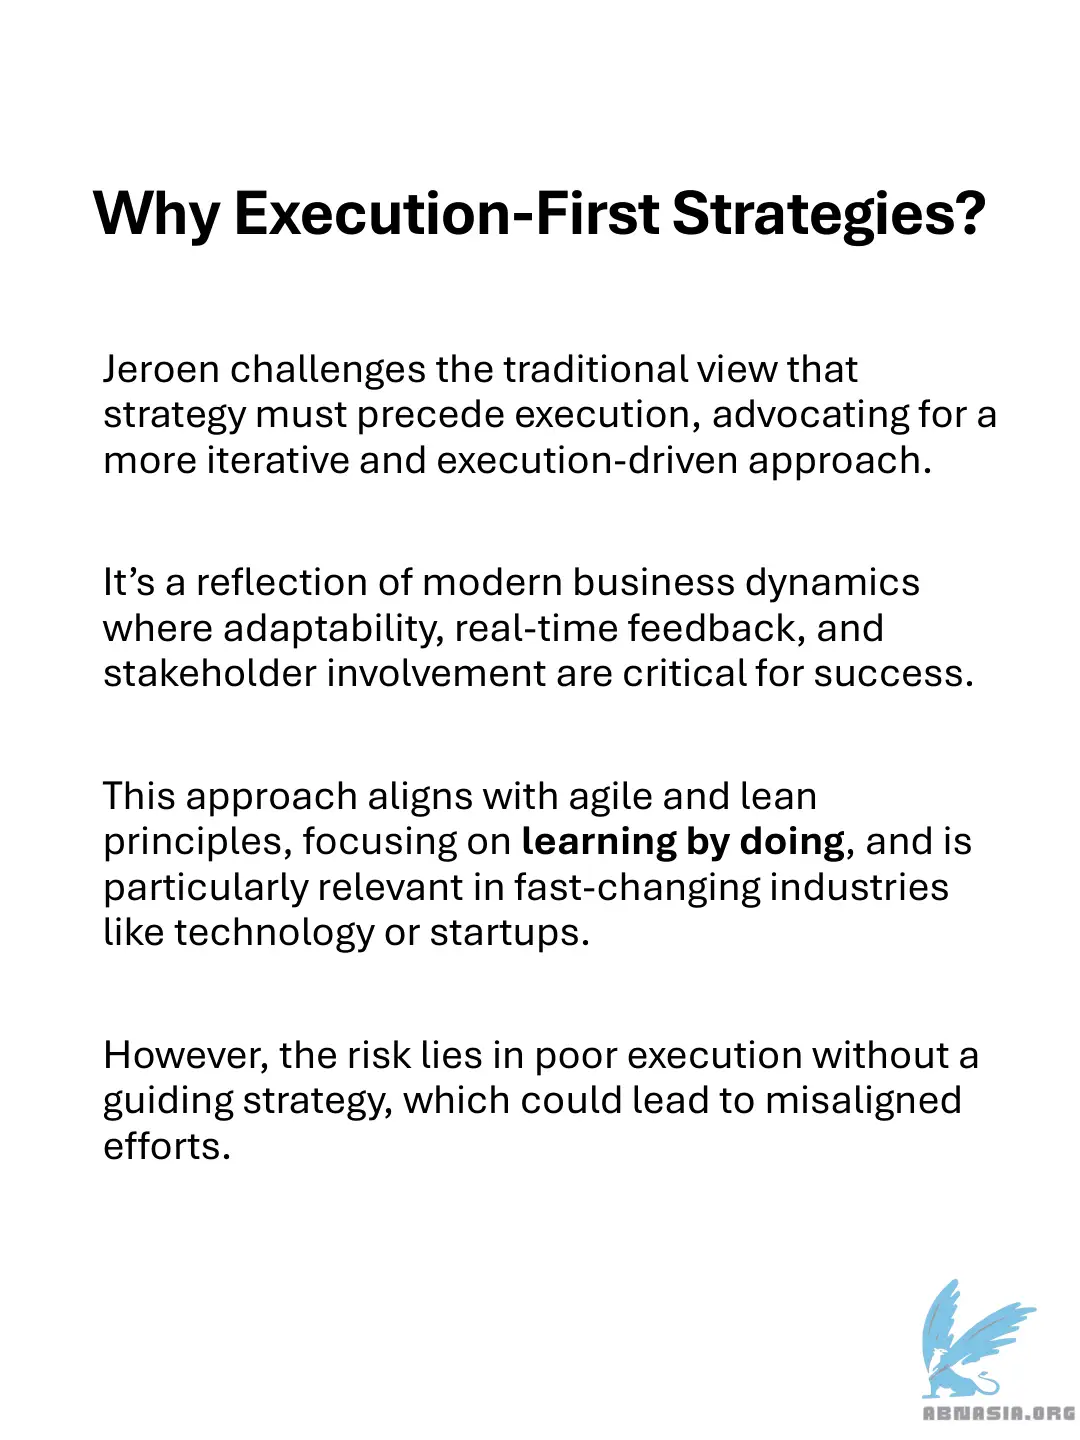 Why Execution-First Strategies?
Jeroen challenges the traditional view that
strategy must precede execution, advocating for a
more iterative and execution-driven approach.
It’s a reflection of modern business dynamics
where adaptability, real-time feedback, and
stakeholder involvement are critical for success.
This approach aligns with agile and lean
principles, focusing on learning by doing, and is
particularly relevant in fast-changing industries
like technology or startups.
However, the risk lies in poor execution without a
guiding strategy, which could lead to misaligned
efforts.
ABNASIA.ORG